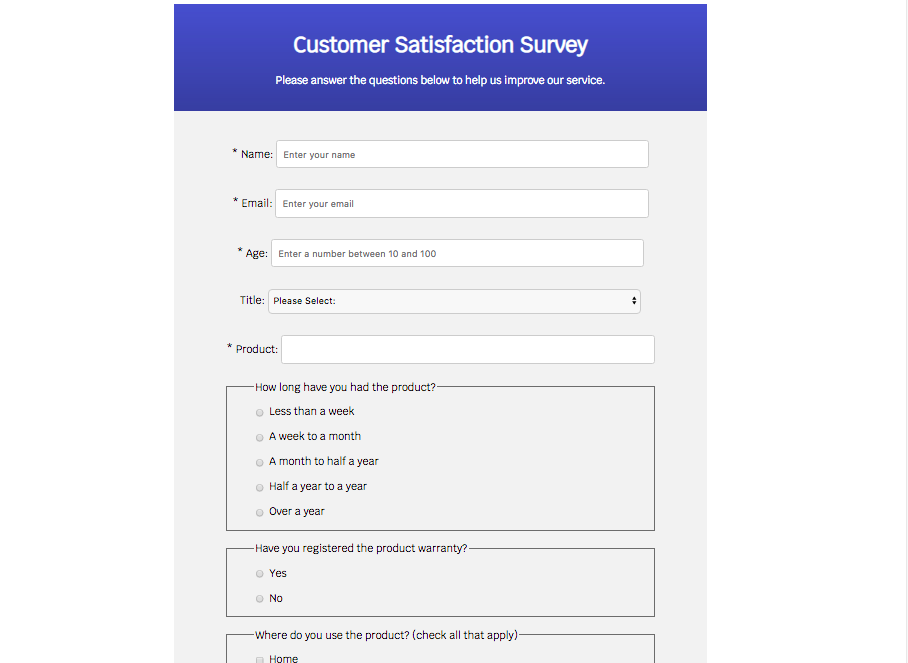 Customer Satisfaction Survey
Please answer the questions below to help us improve our service.
* Name: Enter your name
* Email: Enter your email
* Age: Enter a number between 10 and 100
Title: Please Select:
* Product:
How long have you had the product?
Less than a week
A week to a month
A month to half a year
Half a year to a year
Over a year
Have you registered the product warranty?
Yes
No
Where do you use the product? (check all that apply)
Home